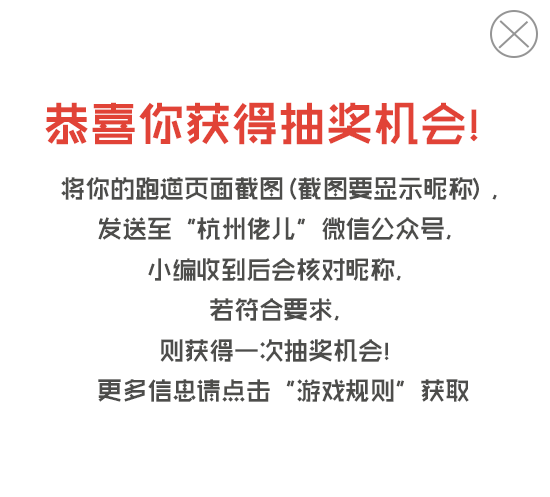 恭喜你获得抽奖机会!
将你的跑道页面截图(截图要显示昵称),
发送至“杭州佬儿”微信公众号,
小编收到后会核对昵称,
若符合要求,
则获得一次抽奖机会!
更多信息请点击“游戏规则”获取